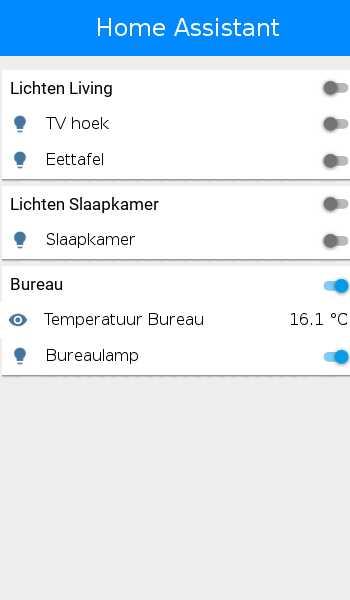 Home Assistant
Lichten Living
TV hoek
Eettafel
Lichten Slaapkamer
Slaapkamer
Bureau
Temperatuur Bureau 16.1 °C
Bureaulamp